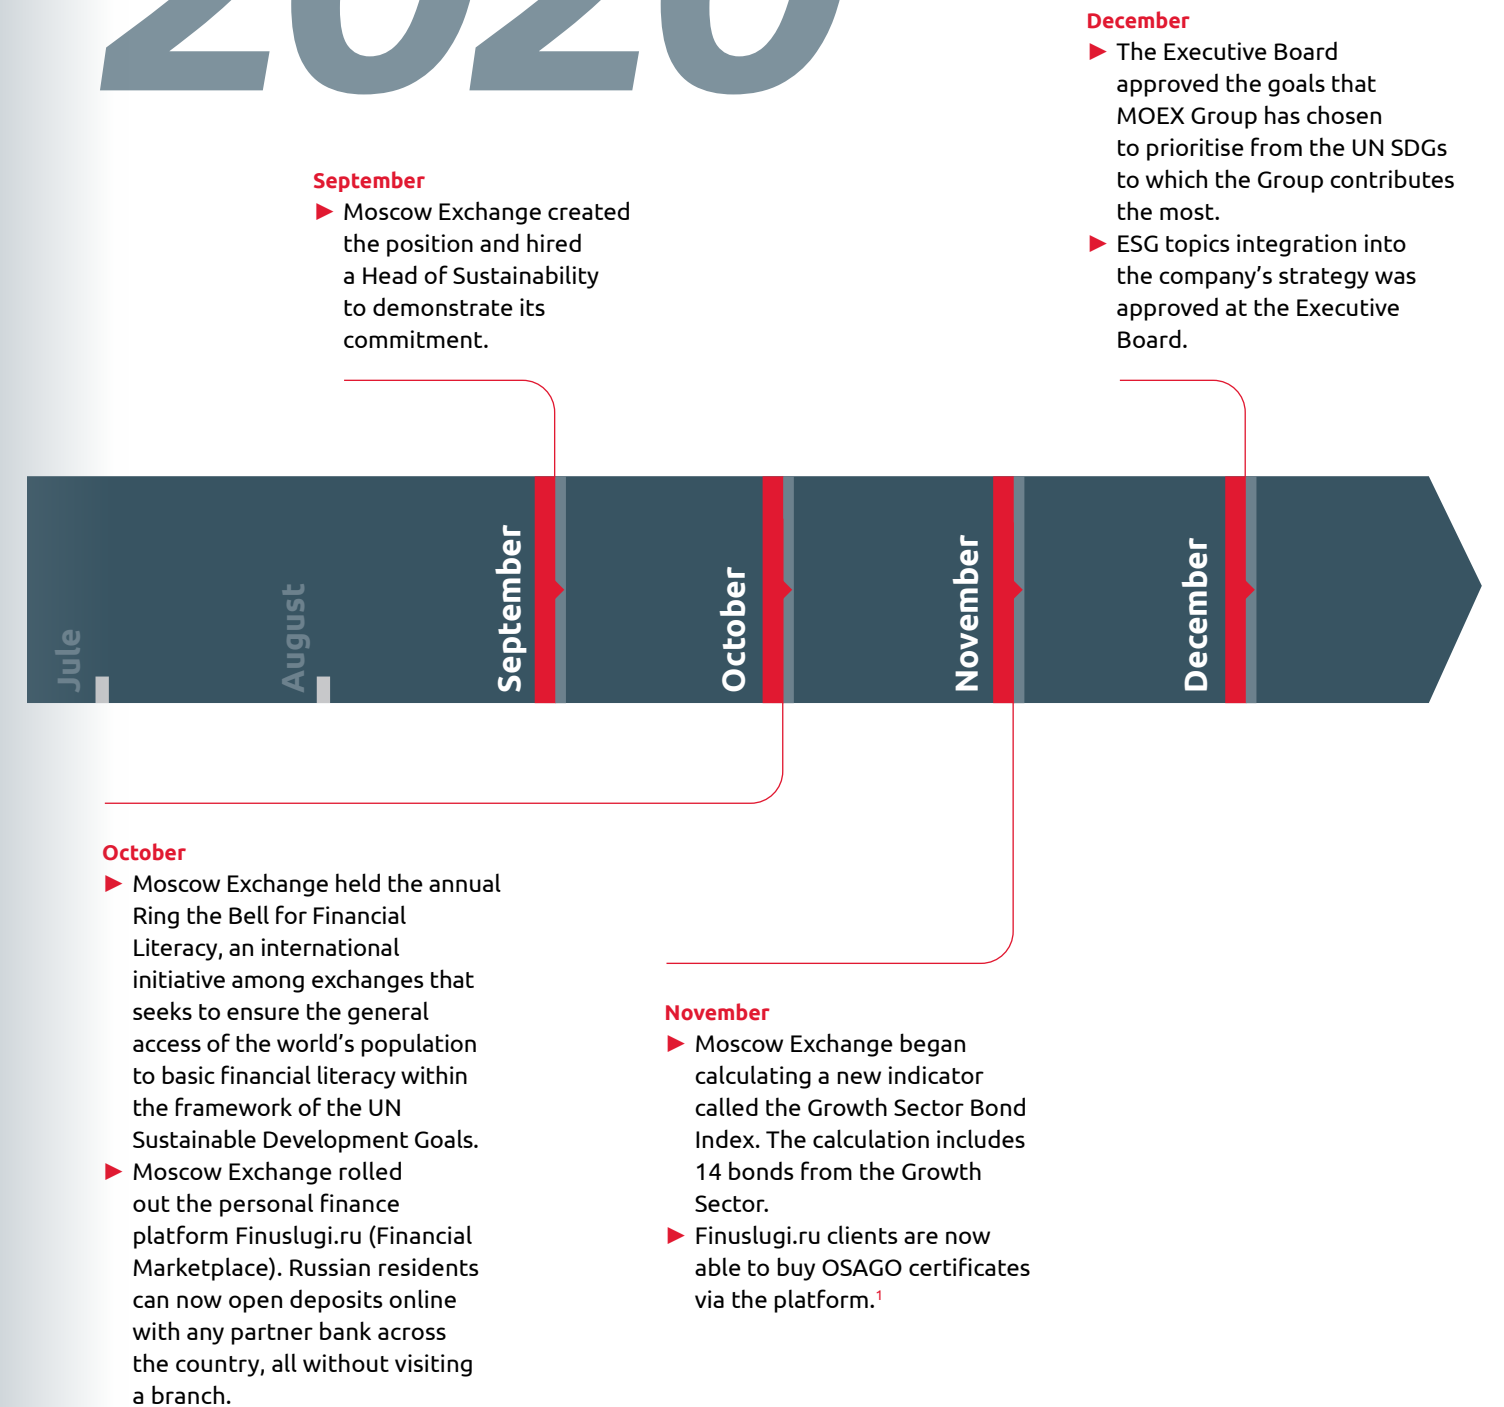 2020
December
► The Executive Board
approved the goals that
MOEX Group has chosen
to prioritise from the UN SDGs
to which the Group contributes
the most.
► ESG topics integration into
the company’s strategy was
approved at the Executive
Board.
September
► Moscow Exchange created
the position and hired
a Head of Sustainability
to demonstrate its
commitment.
Jule
August
September
October
November
December
October
► Moscow Exchange held the annual
Ring the Bell for Financial
Literacy, an international
initiative among exchanges that
seeks to ensure the general
access of the world’s population
to basic financial literacy within
the framework of the UN
Sustainable Development Goals.
► Moscow Exchange rolled
out the personal finance
platform Finuslugi.ru (Financial
Marketplace). Russian residents
can now open deposits online
with any partner bank across
the country, all without visiting
a branch.
November
► Moscow Exchange began
calculating a new indicator
called the Growth Sector Bond
Index. The calculation includes
14 bonds from the Growth
Sector.
► Finuslugi.ru clients are now
able to buy OSAGO certificates
via the platform.¹